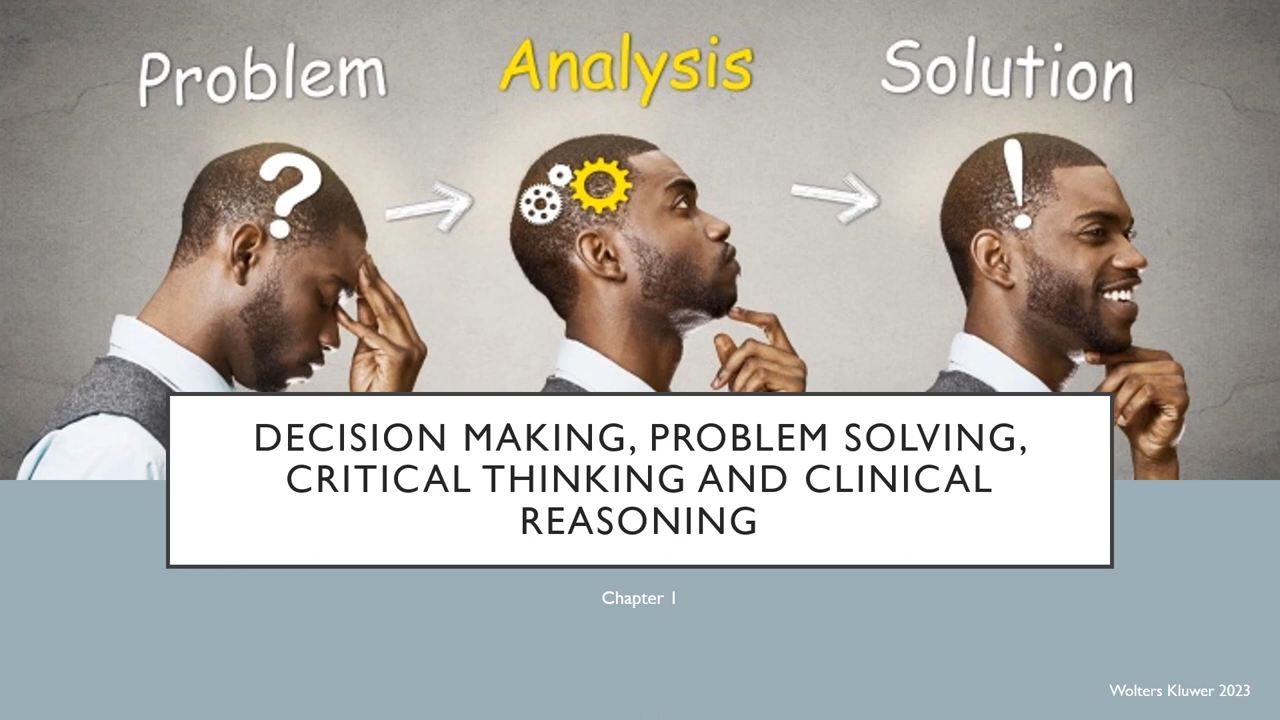 Problem
Analysis
Solution
?
!
DECISION MAKING, PROBLEM SOLVING,
CRITICAL THINKING AND CLINICAL
REASONING
Chapter 1
Wolters Kluwer 2023